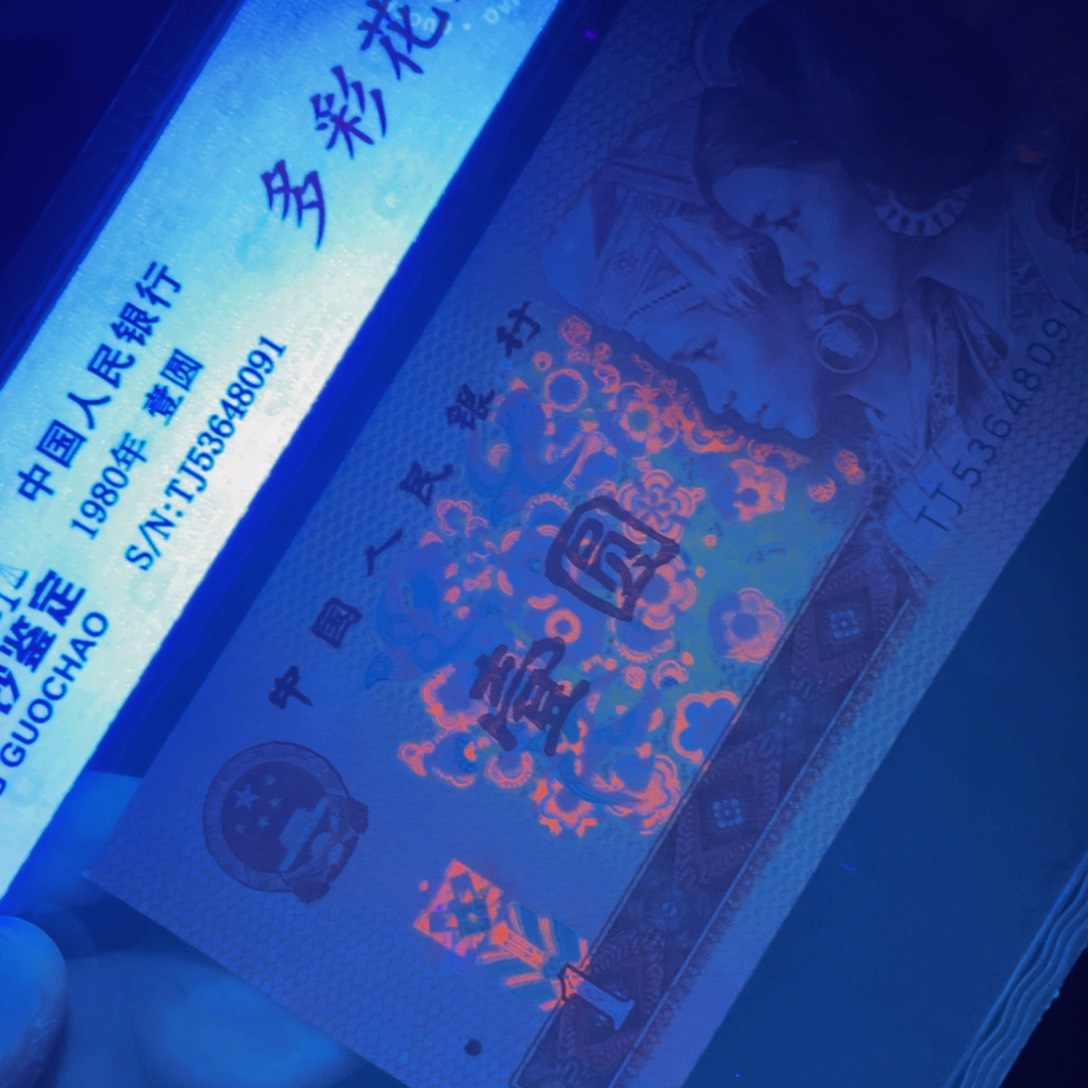 多彩花
中国人民银行
1980年 壹圆
S/N:TJ53648091
鉴定
GUOCHAO
中国人民银行
壹圆
TJ53648091
1